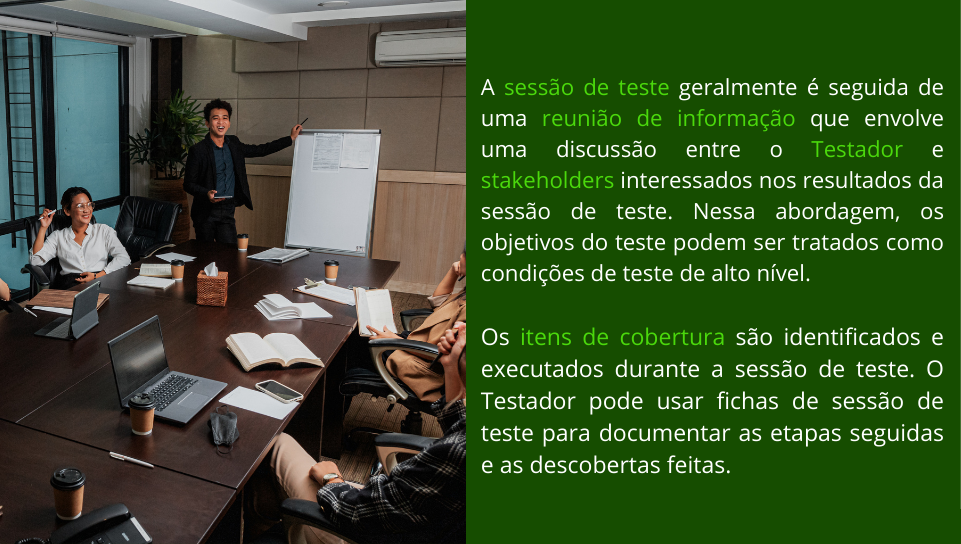 A sessão de teste geralmente é seguida de
uma reunião de informação que envolve
uma discussão entre o Testador e
stakeholders interessados nos resultados da
sessão de teste. Nessa abordagem, os
objetivos do teste podem ser tratados como
condições de teste de alto nível.
Os itens de cobertura são identificados e
executados durante a sessão de teste. O
Testador pode usar fichas de sessão de
teste para documentar as etapas seguidas
e as descobertas feitas.